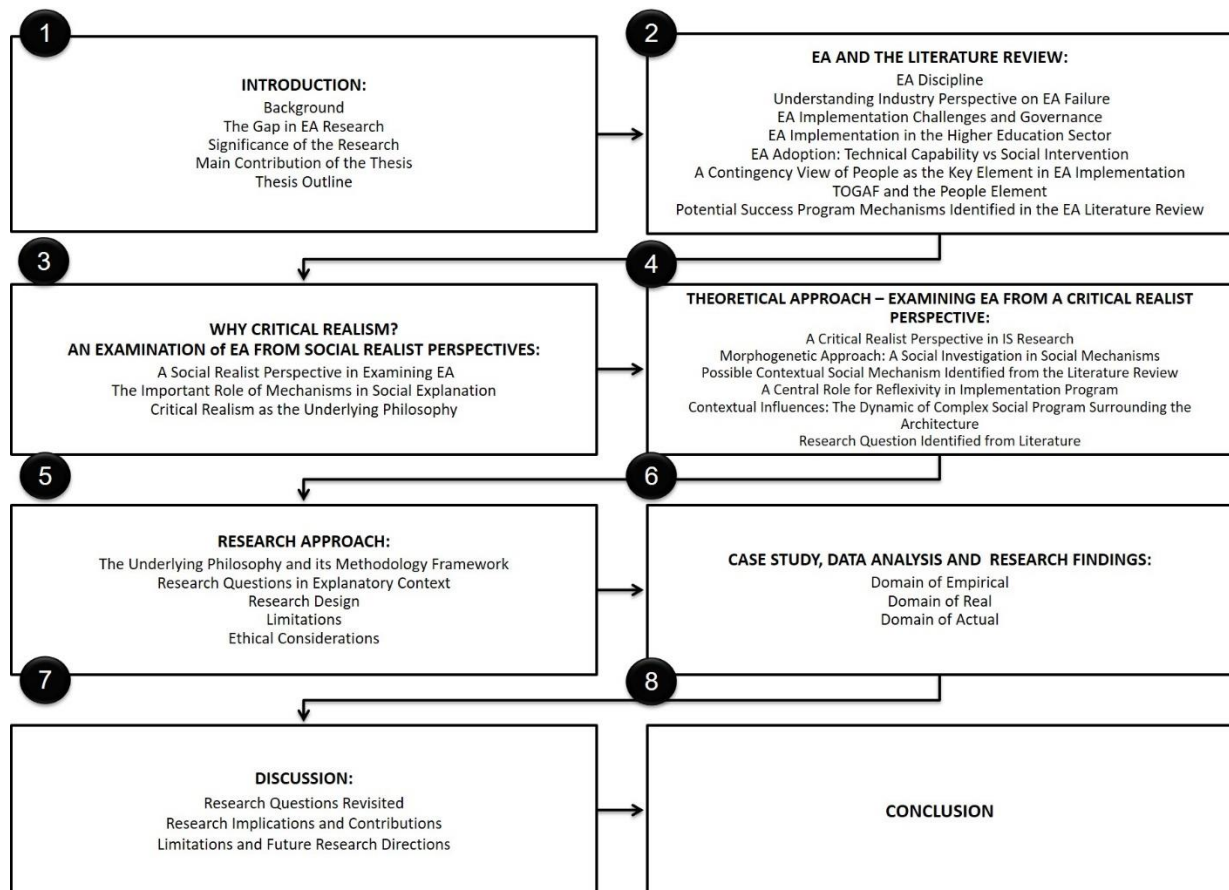 1
INTRODUCTION:
Background
The Gap in EA Research
Significance of the Research
Main Contribution of the Thesis
Thesis Outline
2
EA AND THE LITERATURE REVIEW:
EA Discipline
Understanding Industry Perspective on EA Failure
EA Implementation Challenges and Governance
EA Implementation in the Higher Education Sector
EA Adoption: Technical Capability vs Social Intervention
A Contingency View of People as the Key Element in EA Implementation
TOGAF and the People Element
Potential Success Program Mechanisms Identified in the EA Literature Review
3
WHY CRITICAL REALISM?
AN EXAMINATION of EA FROM SOCIAL REALIST PERSPECTIVES:
A Social Realist Perspective in Examining EA
The Important Role of Mechanisms in Social Explanation
Critical Realism as the Underlying Philosophy
4
THEORETICAL APPROACH – EXAMINING EA FROM A CRITICAL REALIST
PERSPECTIVE:
A Critical Realist Perspective in IS Research
Morphogenetic Approach: A Social Investigation in Social Mechanisms
Possible Contextual Social Mechanism Identified from the Literature Review
A Central Role for Reflexivity in Implementation Program
Contextual Influences: The Dynamic of Complex Social Program Surrounding the
Architecture
Research Question Identified from Literature
5
RESEARCH APPROACH:
The Underlying Philosophy and its Methodology Framework
Research Questions in Explanatory Context
Research Design
Limitations
Ethical Considerations
6
CASE STUDY, DATA ANALYSIS AND RESEARCH FINDINGS:
Domain of Empirical
Domain of Real
Domain of Actual
7
DISCUSSION:
Research Questions Revisited
Research Implications and Contributions
Limitations and Future Research Directions
8
CONCLUSION